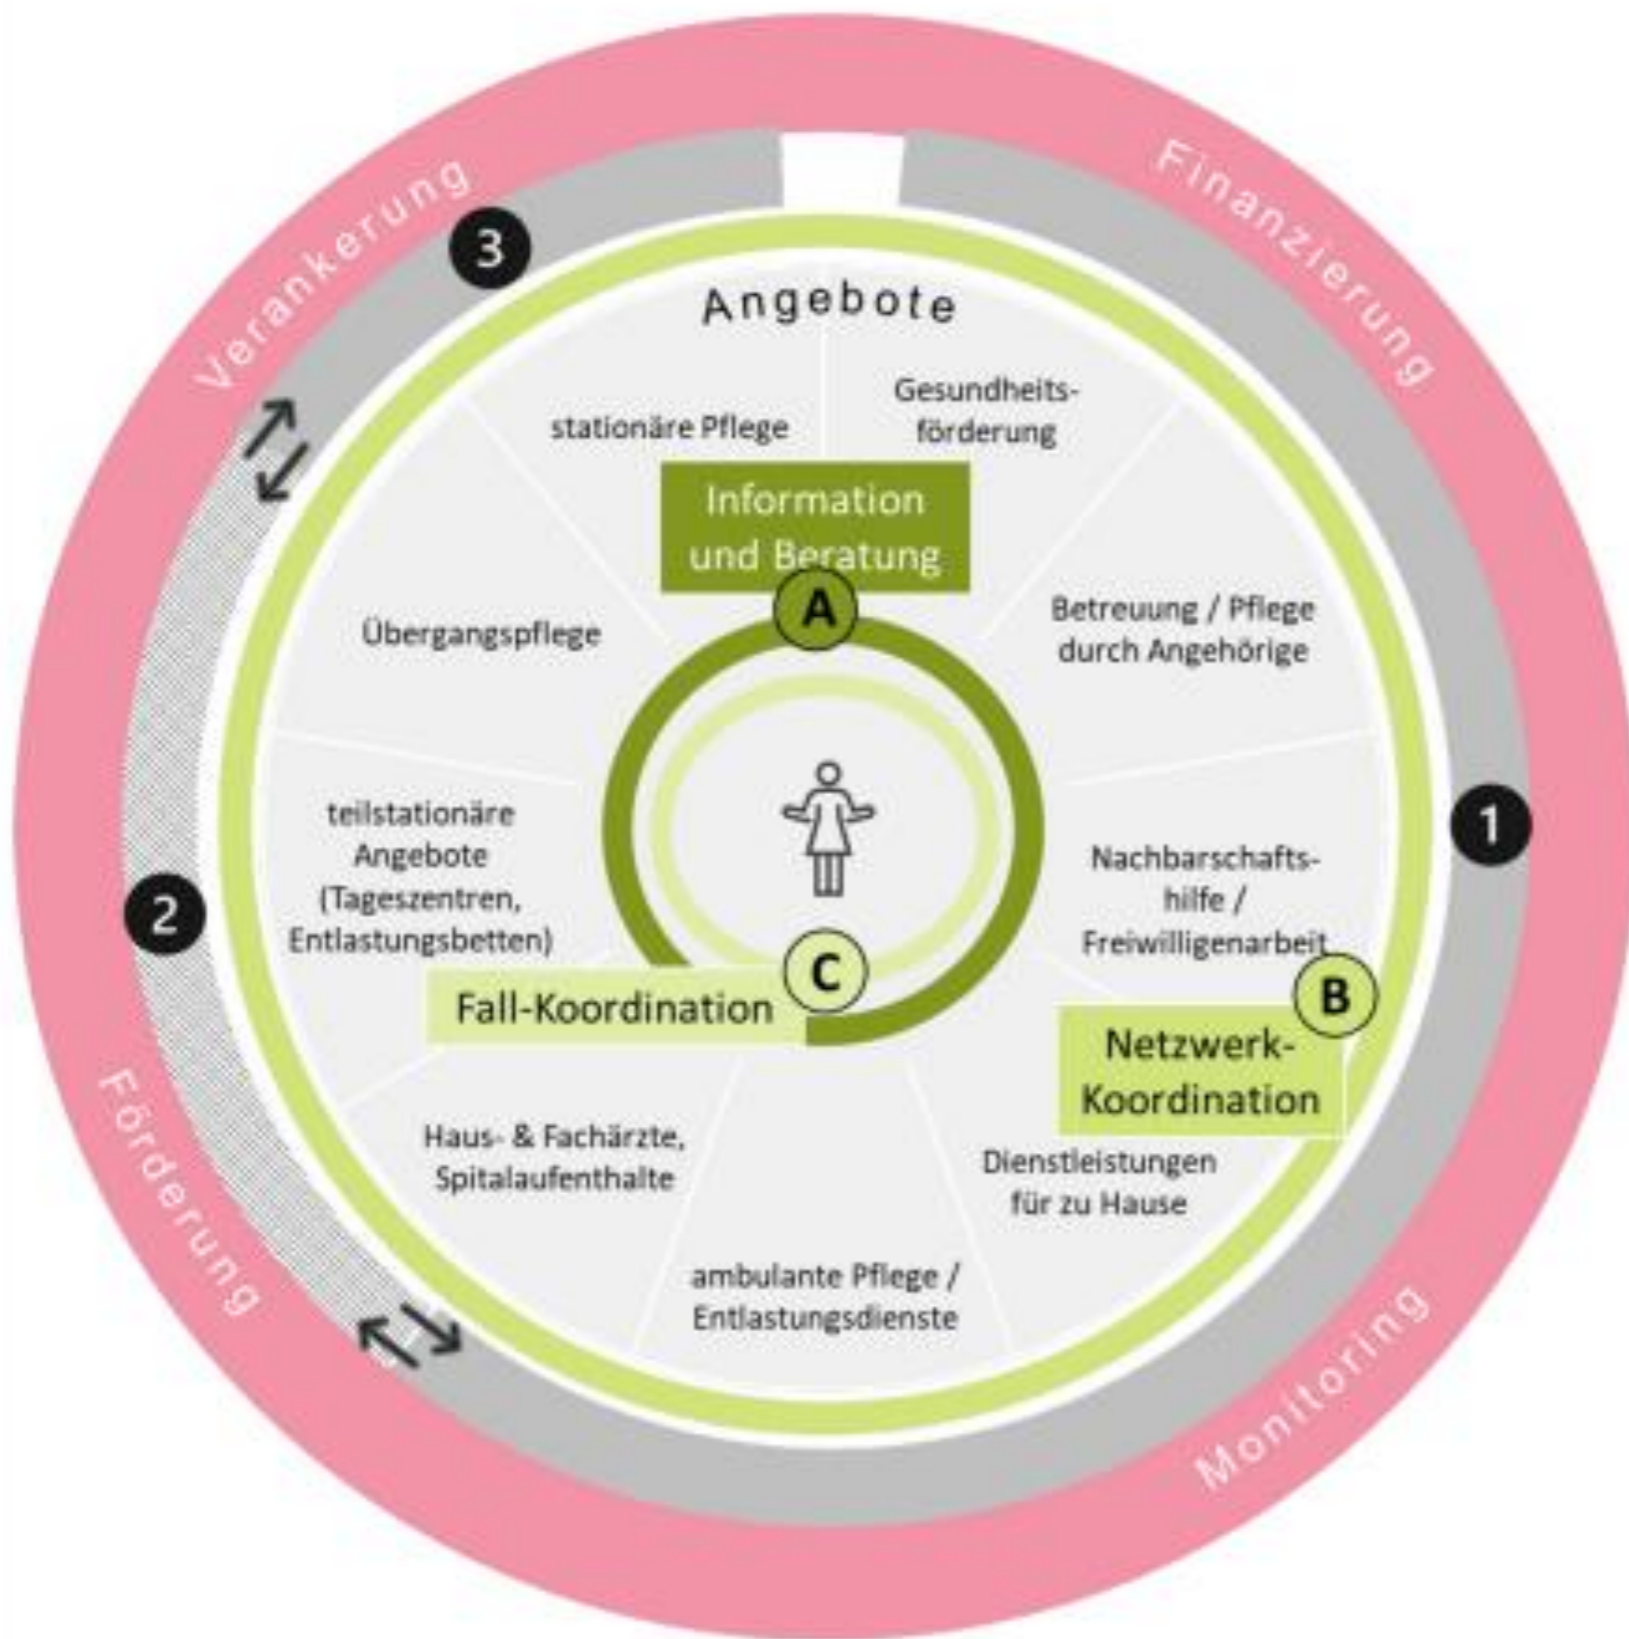 Verankerung
Finanzierung
3
Angebote
stationäre Pflege
Gesundheits-
förderung
Information
und Beratung
A
Übergangspflege
Betreuung / Pflege
durch Angehörige
teilstationäre
Angebote
(Tageszentren,
Entlastungsbetten)
1
Nachbarschafts-
hilfe /
Freiwilligenarbeit
2
C
Fall-Koordination
B
Netzwerk-
Koordination
Haus- & Fachärzte,
Spitalaufenthalte
Dienstleistungen
für zu Hause
ambulante Pflege /
Entlastungsdienste
Förderung
Monitoring